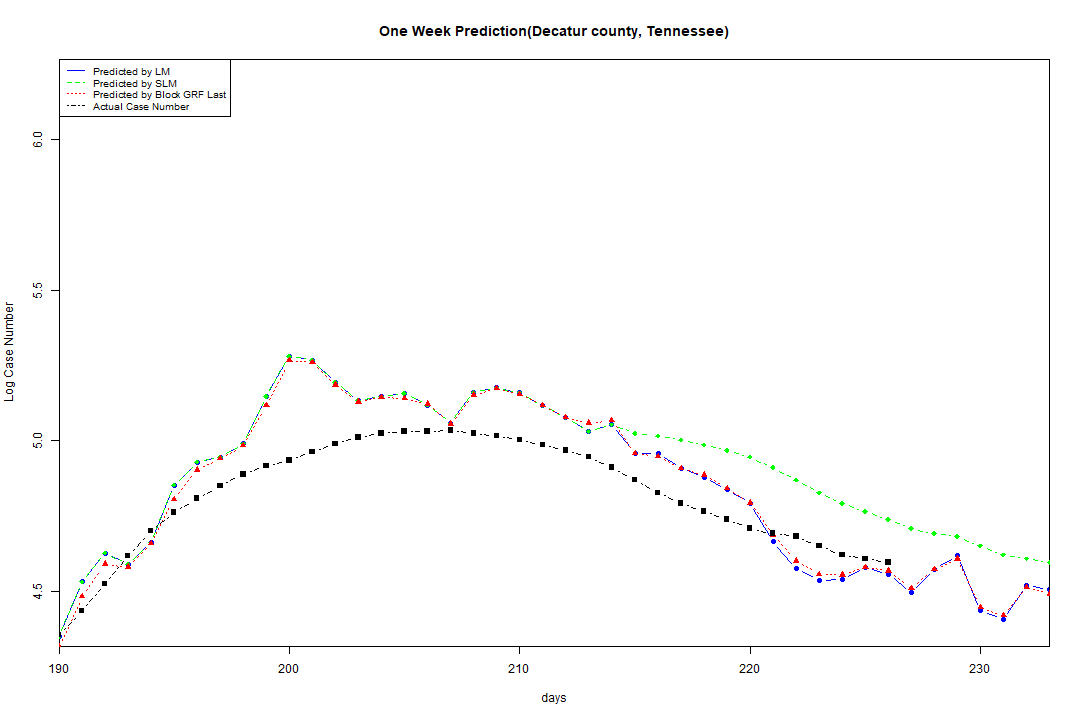 One Week Prediction(Decatur county, Tennessee)
Predicted by LM
Predicted by SLM
Predicted by Block GRF Last
Actual Case Number
6.0
5.5
5.0
4.5
Log Case Number
190 200 210 220 230
days